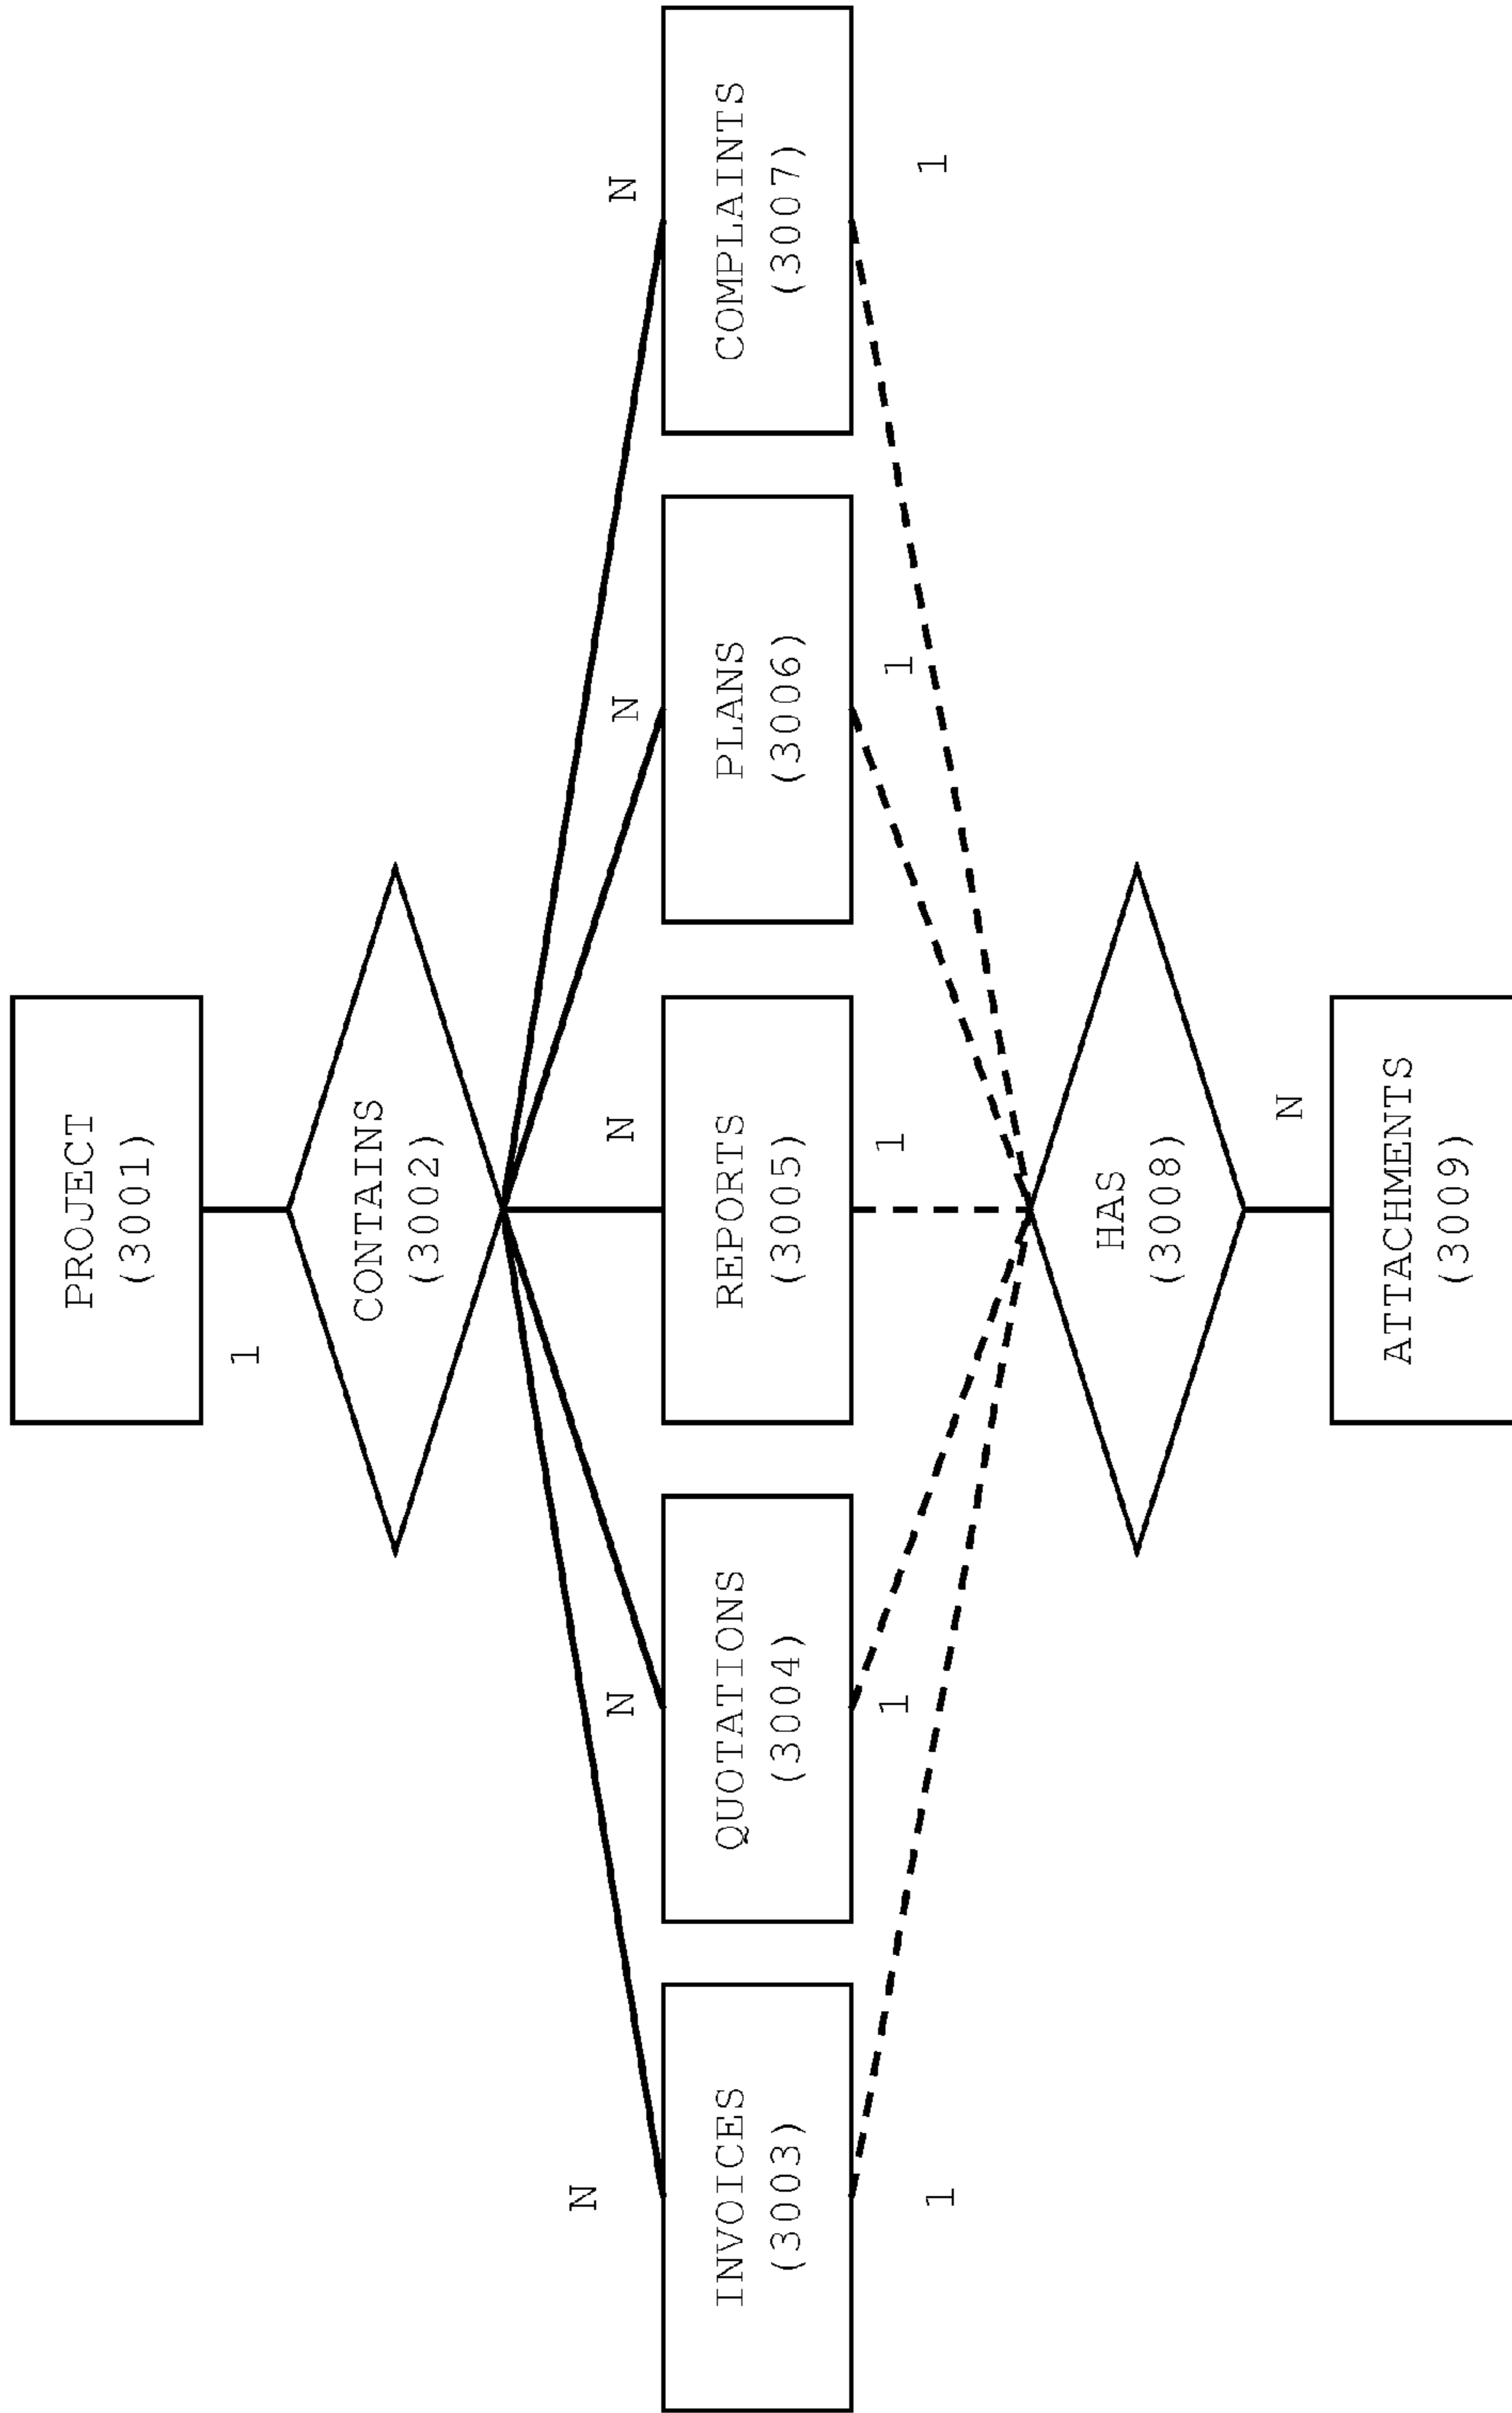 PROJECT
(3001)
1
CONTAINS
(3002)
N
N
N
N
N
INVOICES
(3003)
QUOTATIONS
(3004)
REPORTS
(3005)
PLANS
(3006)
COMPLAINTS
(3007)
1
1
1
1
1
HAS
(3008)
N
ATTACHMENTS
(3009)